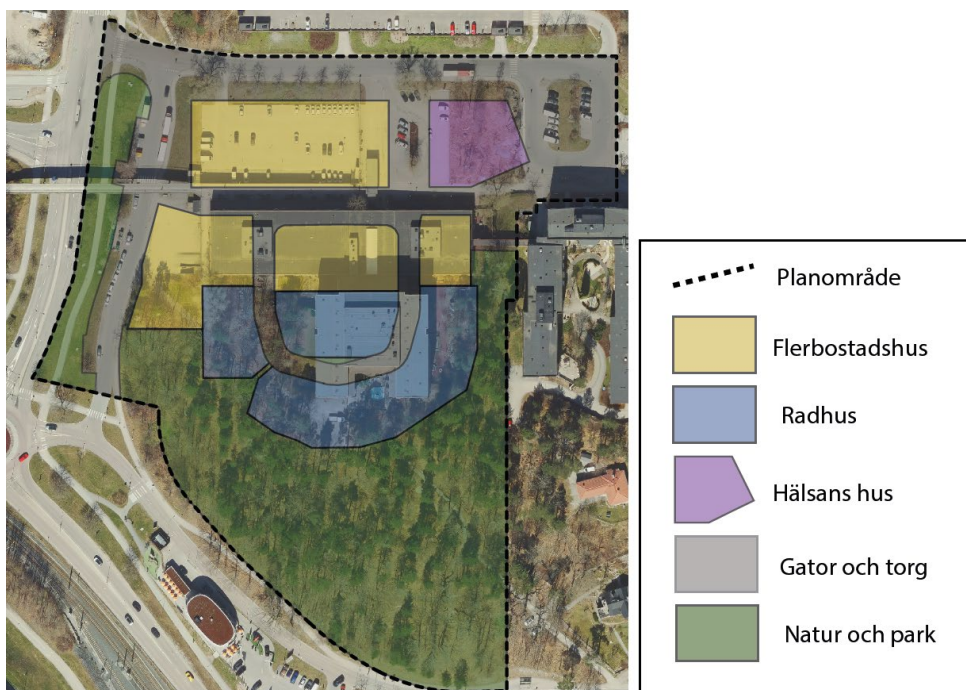 Planområde
Flerbostadshus
Radhus
Hälsans hus
Gator och torg
Natur och park